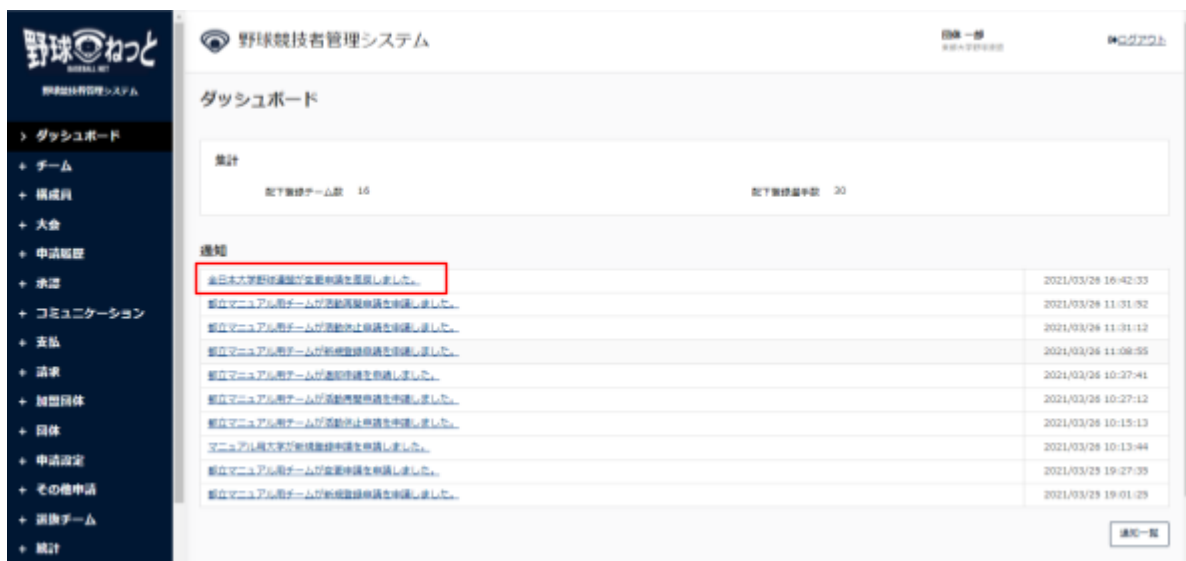 野球ねっと
BASEBALL NET
野球競技者管理システム
> ダッシュボード
+ チーム
+ 構成員
+ 大会
+ 申請履歴
+ 承認
+ コミュニケーション
+ 支払
+ 請求
+ 加盟団体
+ 団体
+ 申請設定
+ その他申請
+ 選抜チーム
+ 統計
野球競技者管理システム
団体 一郎
ログアウト
ダッシュボード
集計
配下登録チーム数 16
配下登録選手数 30
通知
全日本大学野球連盟が変更申請を差戻しました。 2021/03/26 16:42:33
都立マニュアル用チームが活動再開申請を申請しました。 2021/03/26 11:31:52
都立マニュアル用チームが活動休止申請を申請しました。 2021/03/26 11:31:12
都立マニュアル用チームが新規登録申請を申請しました。 2021/03/26 11:08:55
都立マニュアル用チームが追加申請を申請しました。 2021/03/26 10:37:41
都立マニュアル用チームが活動再開申請を申請しました。 2021/03/26 10:27:12
都立マニュアル用チームが活動休止申請を申請しました。 2021/03/26 10:15:13
マニュアル用大学が新規登録申請を申請しました。 2021/03/26 10:13:44
都立マニュアル用チームが変更申請を申請しました。 2021/03/25 19:27:35
都立マニュアル用チームが新規登録申請を申請しました。 2021/03/25 19:01:25
通知一覧